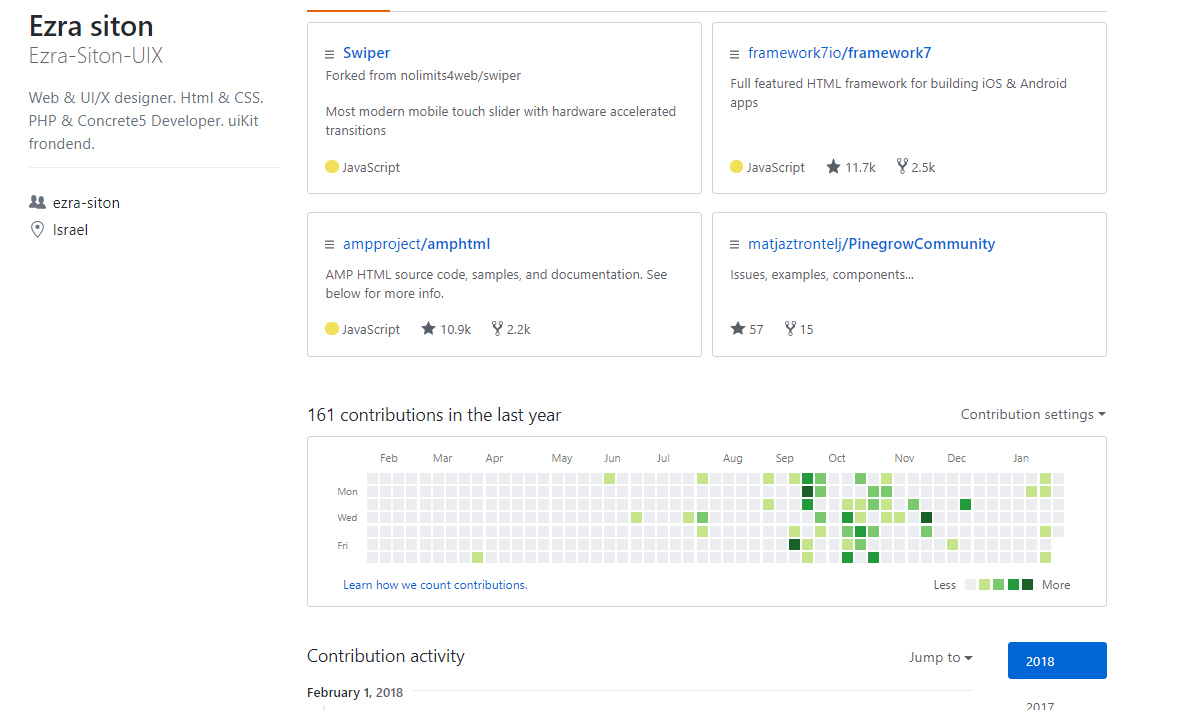 Ezra siton
Ezra-Siton-UIX
Web & UI/X designer. Html & CSS.
PHP & Concrete5 Developer. uiKit
frondend.
ezra-siton
Israel
Swiper
Forked from nolimits4web/swiper
Most modern mobile touch slider with hardware accelerated
transitions
JavaScript
framework7io/framework7
Full featured HTML framework for building iOS & Android
apps
JavaScript 11.7k 2.5k
ampproject/amphtml
AMP HTML source code, samples, and documentation. See
below for more info.
JavaScript 10.9k 2.2k
matjaztrontelj/PinegrowCommunity
Issues, examples, components...
57 15
161 contributions in the last year
Contribution settings
Feb Mar Apr May Jun Jul Aug Sep Oct Nov Dec Jan
Mon
Wed
Fri
Learn how we count contributions.
Less More
Contribution activity
Jump to
2018
February 1, 2018
2017